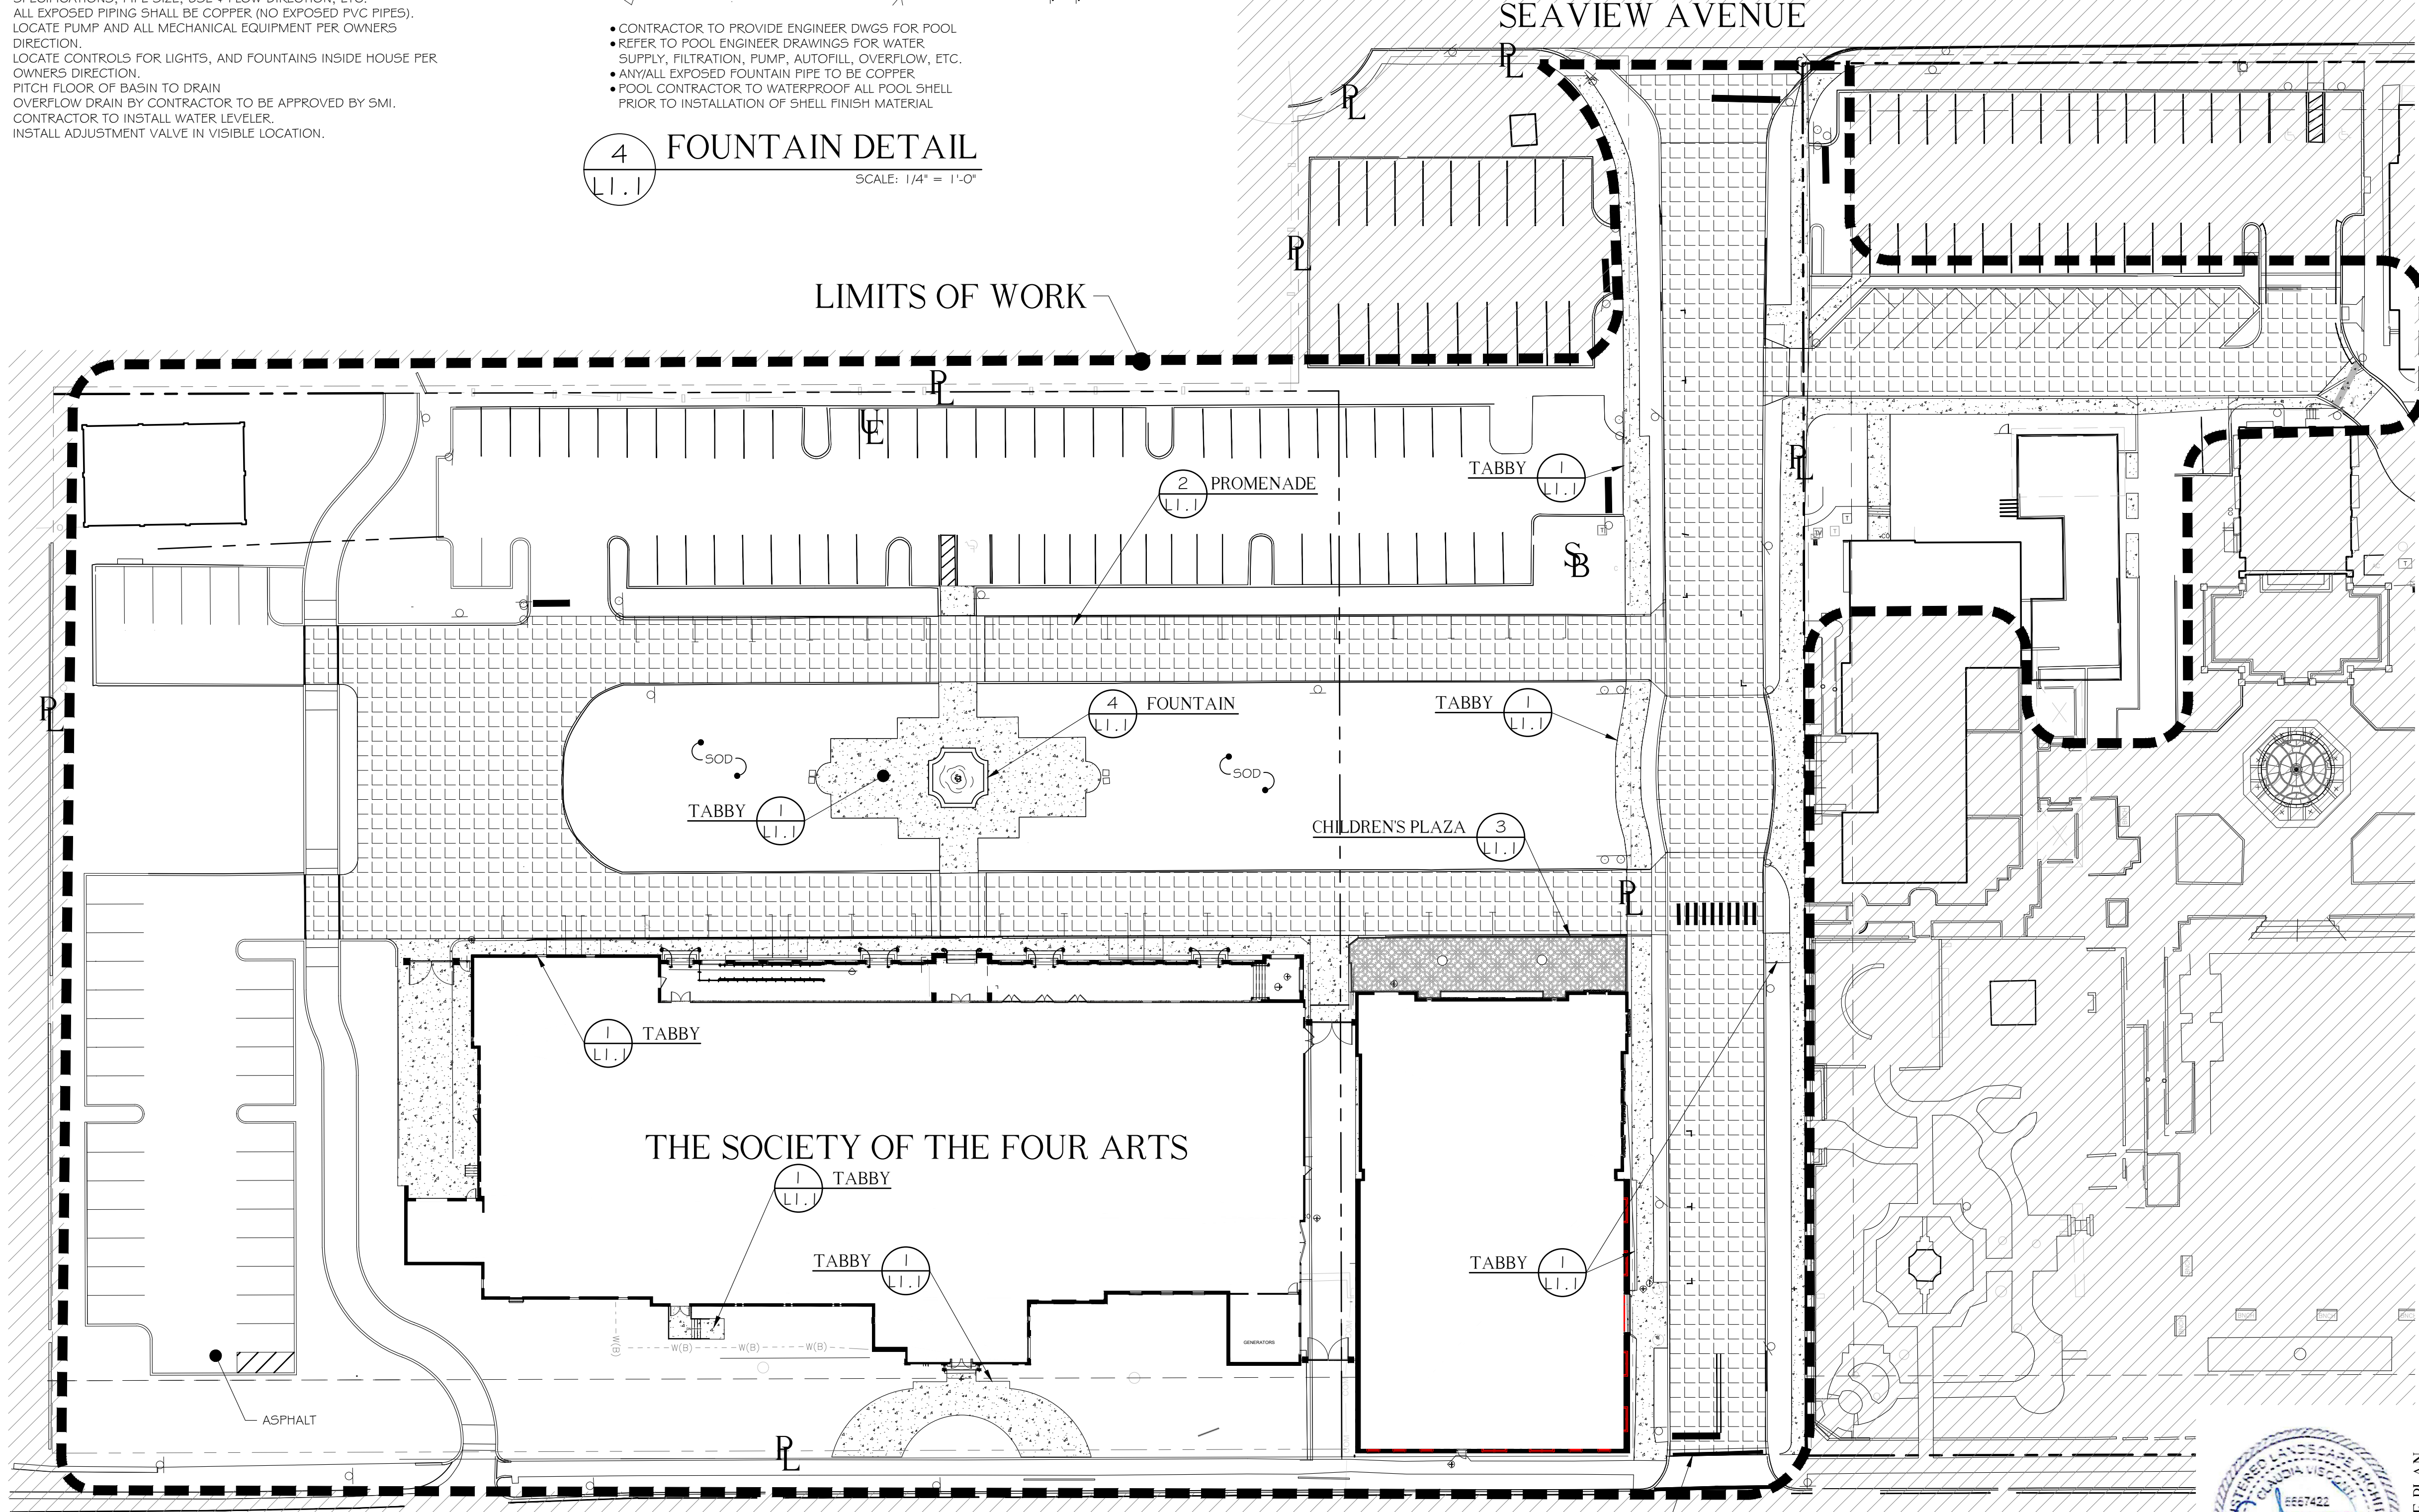 ALL EXPOSED PIPING SHALL BE COPPER (NO EXPOSED PVC PIPES).
LOCATE PUMP AND ALL MECHANICAL EQUIPMENT PER OWNERS
DIRECTION.
LOCATE CONTROLS FOR LIGHTS, AND FOUNTAINS INSIDE HOUSE PER
OWNERS DIRECTION.
PITCH FLOOR OF BASIN TO DRAIN
OVERFLOW DRAIN BY CONTRACTOR TO BE APPROVED BY SMI.
CONTRACTOR TO INSTALL WATER LEVELER.
INSTALL ADJUSTMENT VALVE IN VISIBLE LOCATION.
• CONTRACTOR TO PROVIDE ENGINEER DWGS FOR POOL
• REFER TO POOL ENGINEER DRAWINGS FOR WATER
SUPPLY, FILTRATION, PUMP, AUTOFILL, OVERFLOW, ETC.
• ANY/ALL EXPOSED FOUNTAIN PIPE TO BE COPPER
• POOL CONTRACTOR TO WATERPROOF ALL POOL SHELL
PRIOR TO INSTALLATION OF SHELL FINISH MATERIAL
4
L1.1
FOUNTAIN DETAIL
SCALE: 1/4" = 1'-0"
SEAVIEW AVENUE
PL
PL
PL
LIMITS OF WORK
PL
UE
PL
TABBY 1
L1.1
2 PROMENADE
L1.1
SB
PL
4 FOUNTAIN
L1.1
TABBY 1
L1.1
SOD
SOD
TABBY 1
L1.1
CHILDREN'S PLAZA 3
L1.1
PL
1 TABBY
L1.1
THE SOCIETY OF THE FOUR ARTS
1 TABBY
L1.1
TABBY 1
L1.1
TABBY 1
L1.1
GENERATORS
W(B)
W(B) W(B) W(B)
ASPHALT
PL
6667422